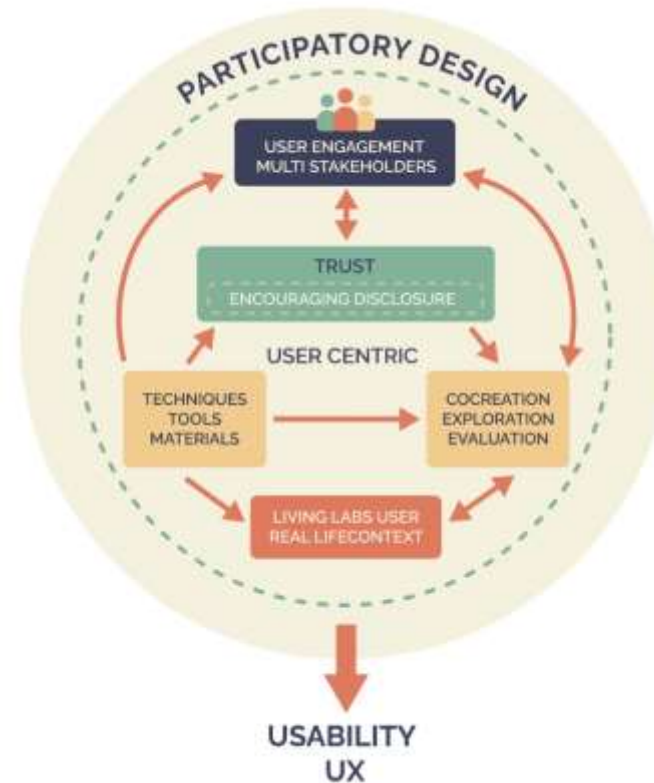 PARTICIPATORY DESIGN
USER ENGAGEMENT
MULTI STAKEHOLDERS
TRUST
ENCOURAGING DISCLOSURE
USER CENTRIC
TECHNIQUES
TOOLS
MATERIALS
COCREATION
EXPLORATION
EVALUATION
LIVING LABS USER
REAL LIFECONTEXT
USABILITY
UX